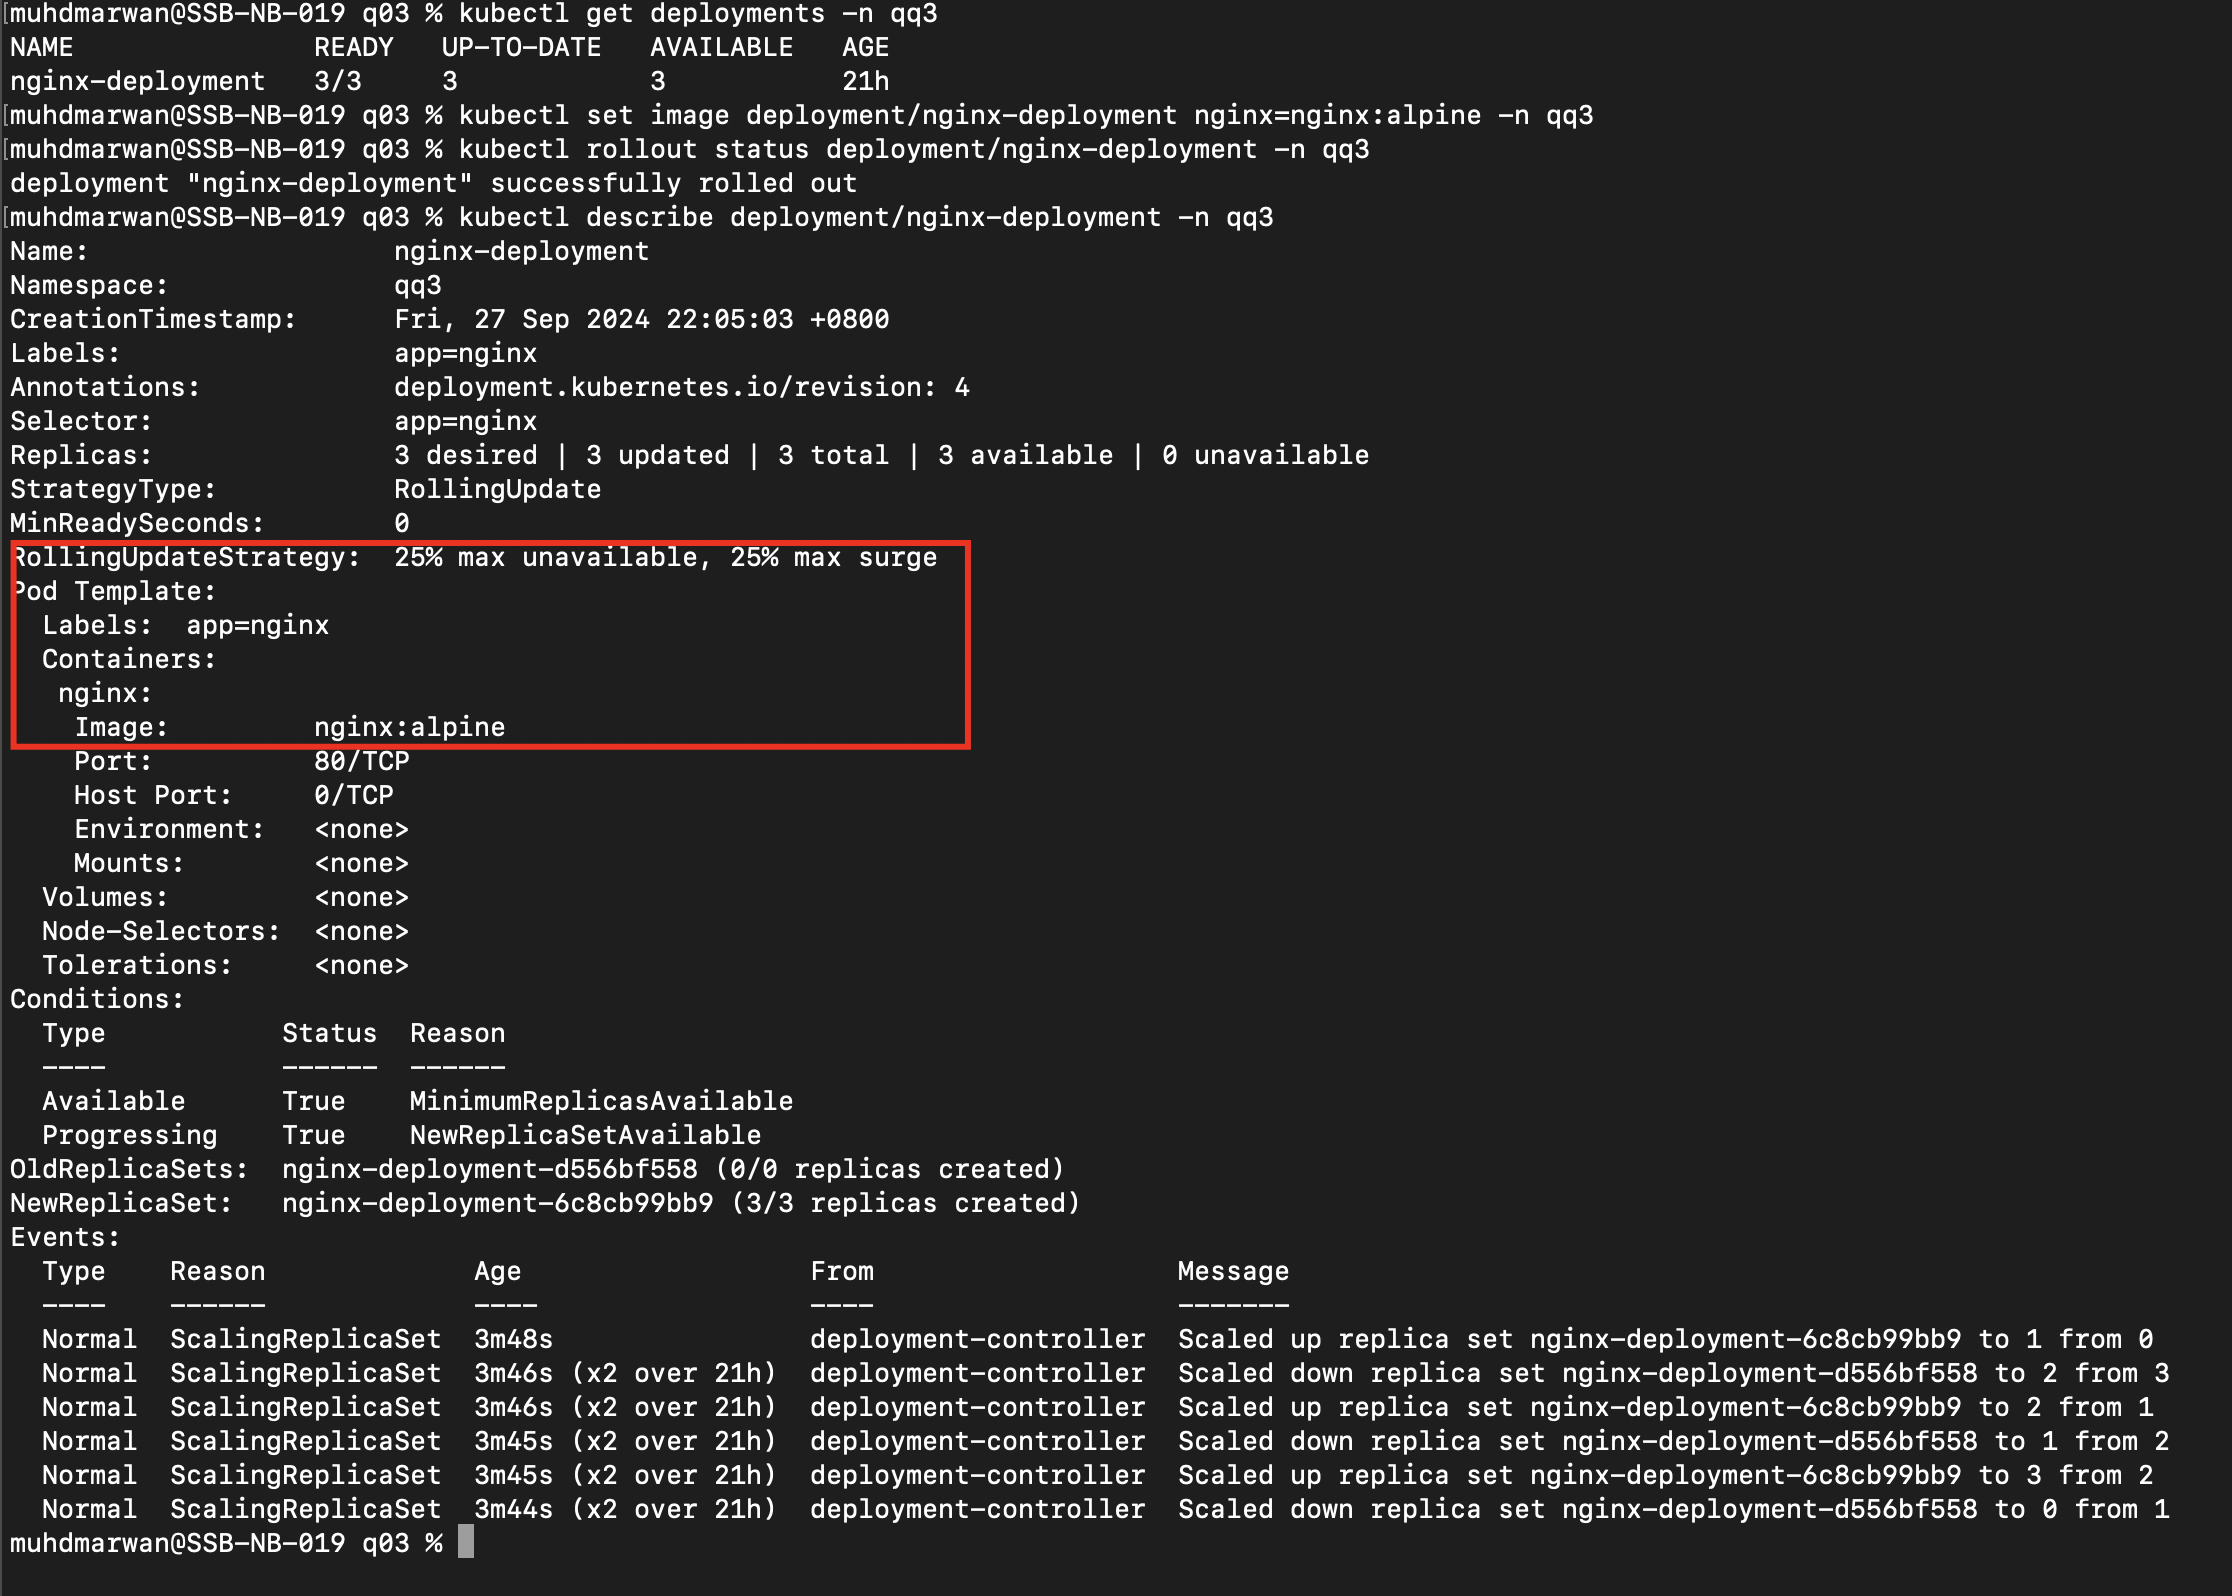 [muhdmarwan@SSB-NB-019 q03 % kubectl get deployments -n qq3
NAME               READY   UP-TO-DATE   AVAILABLE   AGE
nginx-deployment   3/3     3            3           21h
[muhdmarwan@SSB-NB-019 q03 % kubectl set image deployment/nginx-deployment nginx=nginx:alpine -n qq3
[muhdmarwan@SSB-NB-019 q03 % kubectl rollout status deployment/nginx-deployment -n qq3
deployment "nginx-deployment" successfully rolled out
[muhdmarwan@SSB-NB-019 q03 % kubectl describe deployment/nginx-deployment -n qq3
Name:                   nginx-deployment
Namespace:              qq3
CreationTimestamp:      Fri, 27 Sep 2024 22:05:03 +0800
Labels:                 app=nginx
Annotations:            deployment.kubernetes.io/revision: 4
Selector:               app=nginx
Replicas:               3 desired | 3 updated | 3 total | 3 available | 0 unavailable
StrategyType:           RollingUpdate
MinReadySeconds:        0
RollingUpdateStrategy:  25% max unavailable, 25% max surge
Pod Template:
  Labels:  app=nginx
  Containers:
   nginx:
    Image:         nginx:alpine
    Port:          80/TCP
    Host Port:     0/TCP
    Environment:   <none>
    Mounts:        <none>
  Volumes:         <none>
  Node-Selectors:  <none>
  Tolerations:     <none>
Conditions:
  Type           Status  Reason
  ----           ------  ------
  Available      True    MinimumReplicasAvailable
  Progressing    True    NewReplicaSetAvailable
OldReplicaSets:  nginx-deployment-d556bf558 (0/0 replicas created)
NewReplicaSet:   nginx-deployment-6c8cb99bb9 (3/3 replicas created)
Events:
  Type    Reason             Age                  From                   Message
  ----    ------             ----                 ----                   -------
  Normal  ScalingReplicaSet  3m48s                deployment-controller  Scaled up replica set nginx-deployment-6c8cb99bb9 to 1 from 0
  Normal  ScalingReplicaSet  3m46s (x2 over 21h)  deployment-controller  Scaled down replica set nginx-deployment-d556bf558 to 2 from 3
  Normal  ScalingReplicaSet  3m46s (x2 over 21h)  deployment-controller  Scaled up replica set nginx-deployment-6c8cb99bb9 to 2 from 1
  Normal  ScalingReplicaSet  3m45s (x2 over 21h)  deployment-controller  Scaled down replica set nginx-deployment-d556bf558 to 1 from 2
  Normal  ScalingReplicaSet  3m45s (x2 over 21h)  deployment-controller  Scaled up replica set nginx-deployment-6c8cb99bb9 to 3 from 2
  Normal  ScalingReplicaSet  3m44s (x2 over 21h)  deployment-controller  Scaled down replica set nginx-deployment-d556bf558 to 0 from 1
muhdmarwan@SSB-NB-019 q03 %